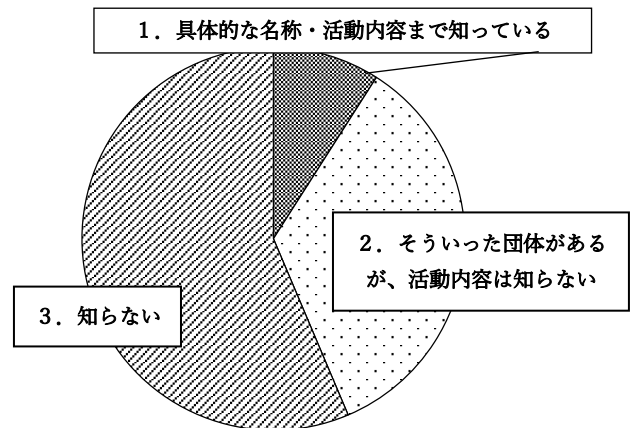 １．具体的な名称・活動内容まで知っている
２．そういった団体がある
が、活動内容は知らない
３．知らない